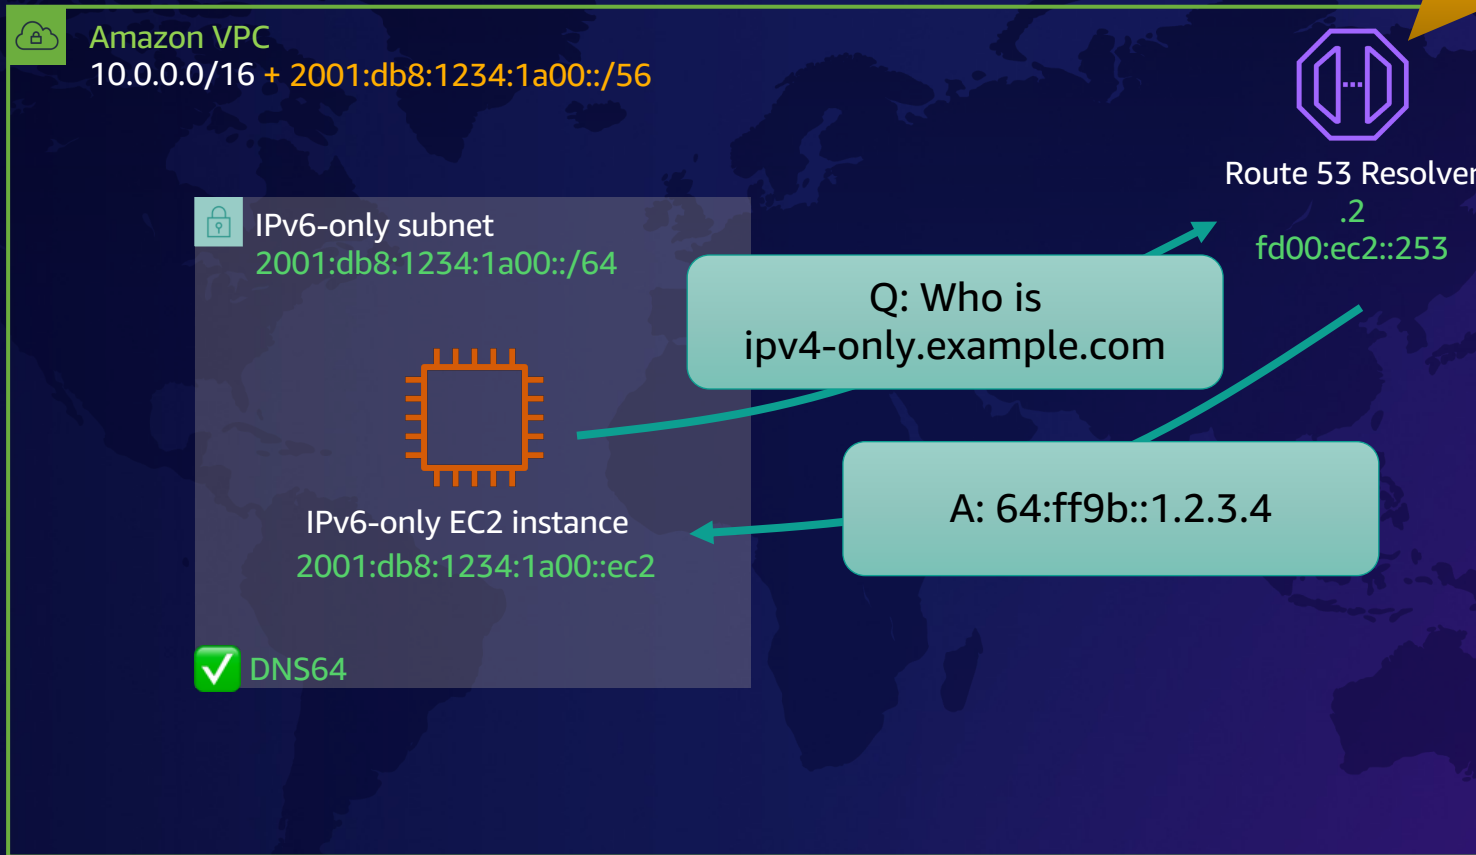 Amazon VPC
10.0.0.0/16 + 2001:db8:1234:1a00::/56
Route 53 Resolver
.2
fd00:ec2::253
IPv6-only subnet
2001:db8:1234:1a00::/64
Q: Who is
ipv4-only.example.com
A: 64:ff9b::1.2.3.4
IPv6-only EC2 instance
2001:db8:1234:1a00::ec2
DNS64